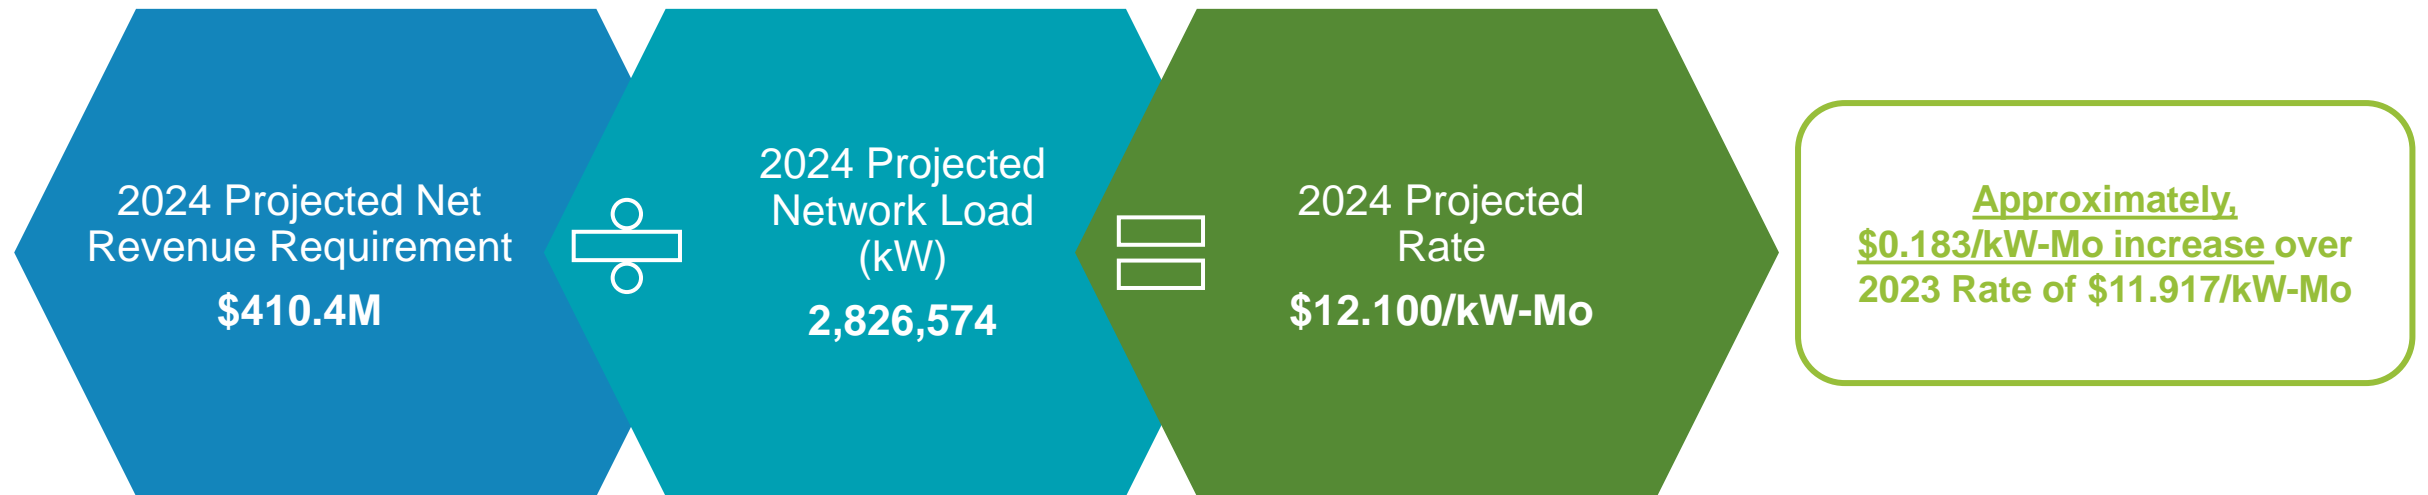 2024 Projected Net
Revenue Requirement
$410.4M
2024 Projected
Network Load
(kW)
2,826,574
2024 Projected
Rate
$12.100/kW-Mo
Approximately,
$0.183/kW-Mo increase over
2023 Rate of $11.917/kW-Mo